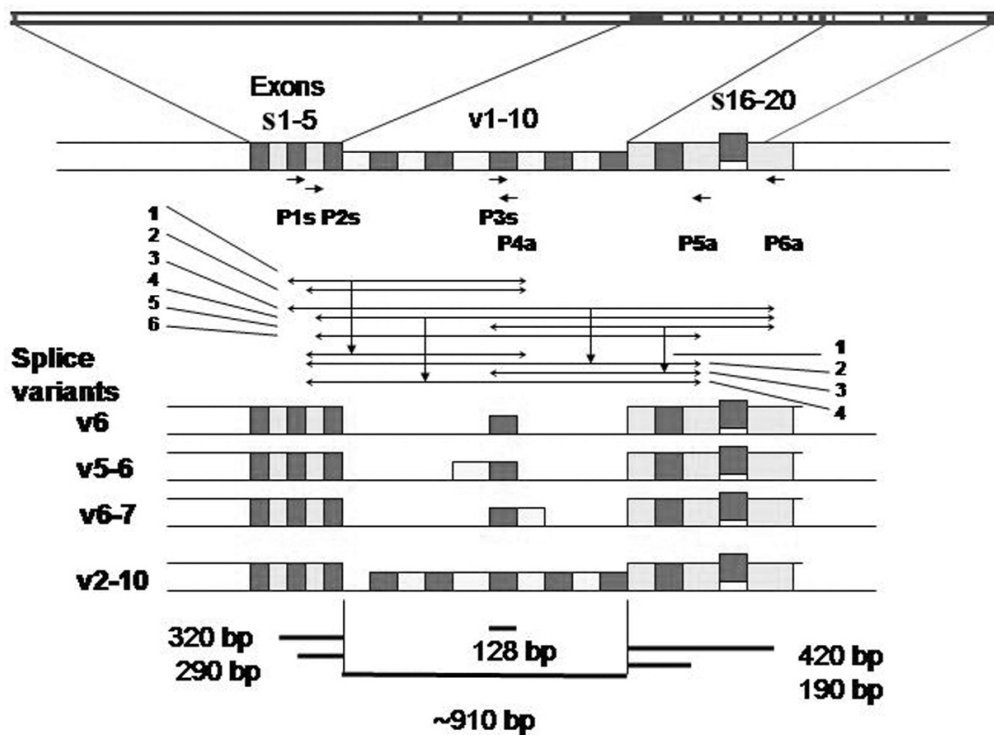 Exons
s1-5
v1-10
s16-20
P1s P2s
P3s
P4a
P5a
P6a
1
2
3
4
5
6
1
2
3
4
Splice
variants
v6
v5-6
v6-7
v2-10
320 bp
290 bp
128 bp
420 bp
190 bp
~910 bp